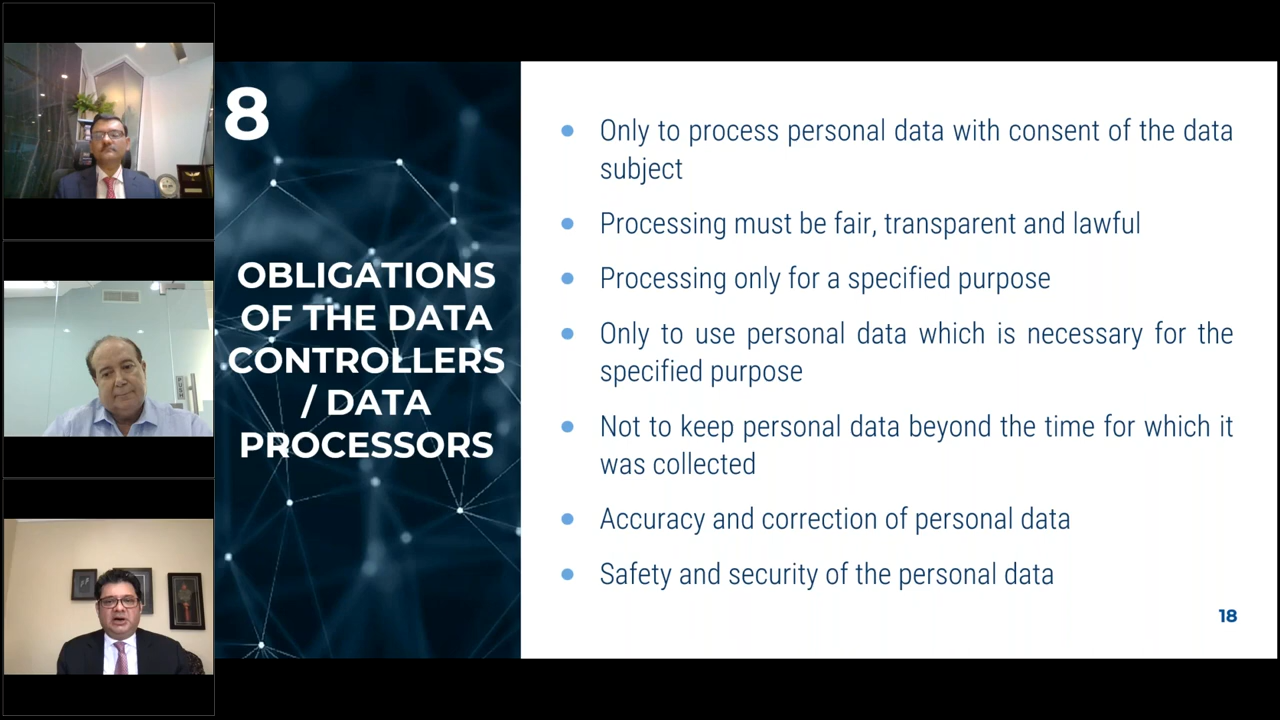 8
OBLIGATIONS
OF THE DATA
CONTROLLERS
/ DATA
PROCESSORS
Only to process personal data with consent of the data
subject
Processing must be fair, transparent and lawful
Processing only for a specified purpose
Only to use personal data which is necessary for the
specified purpose
Not to keep personal data beyond the time for which it
was collected
Accuracy and correction of personal data
Safety and security of the personal data
18